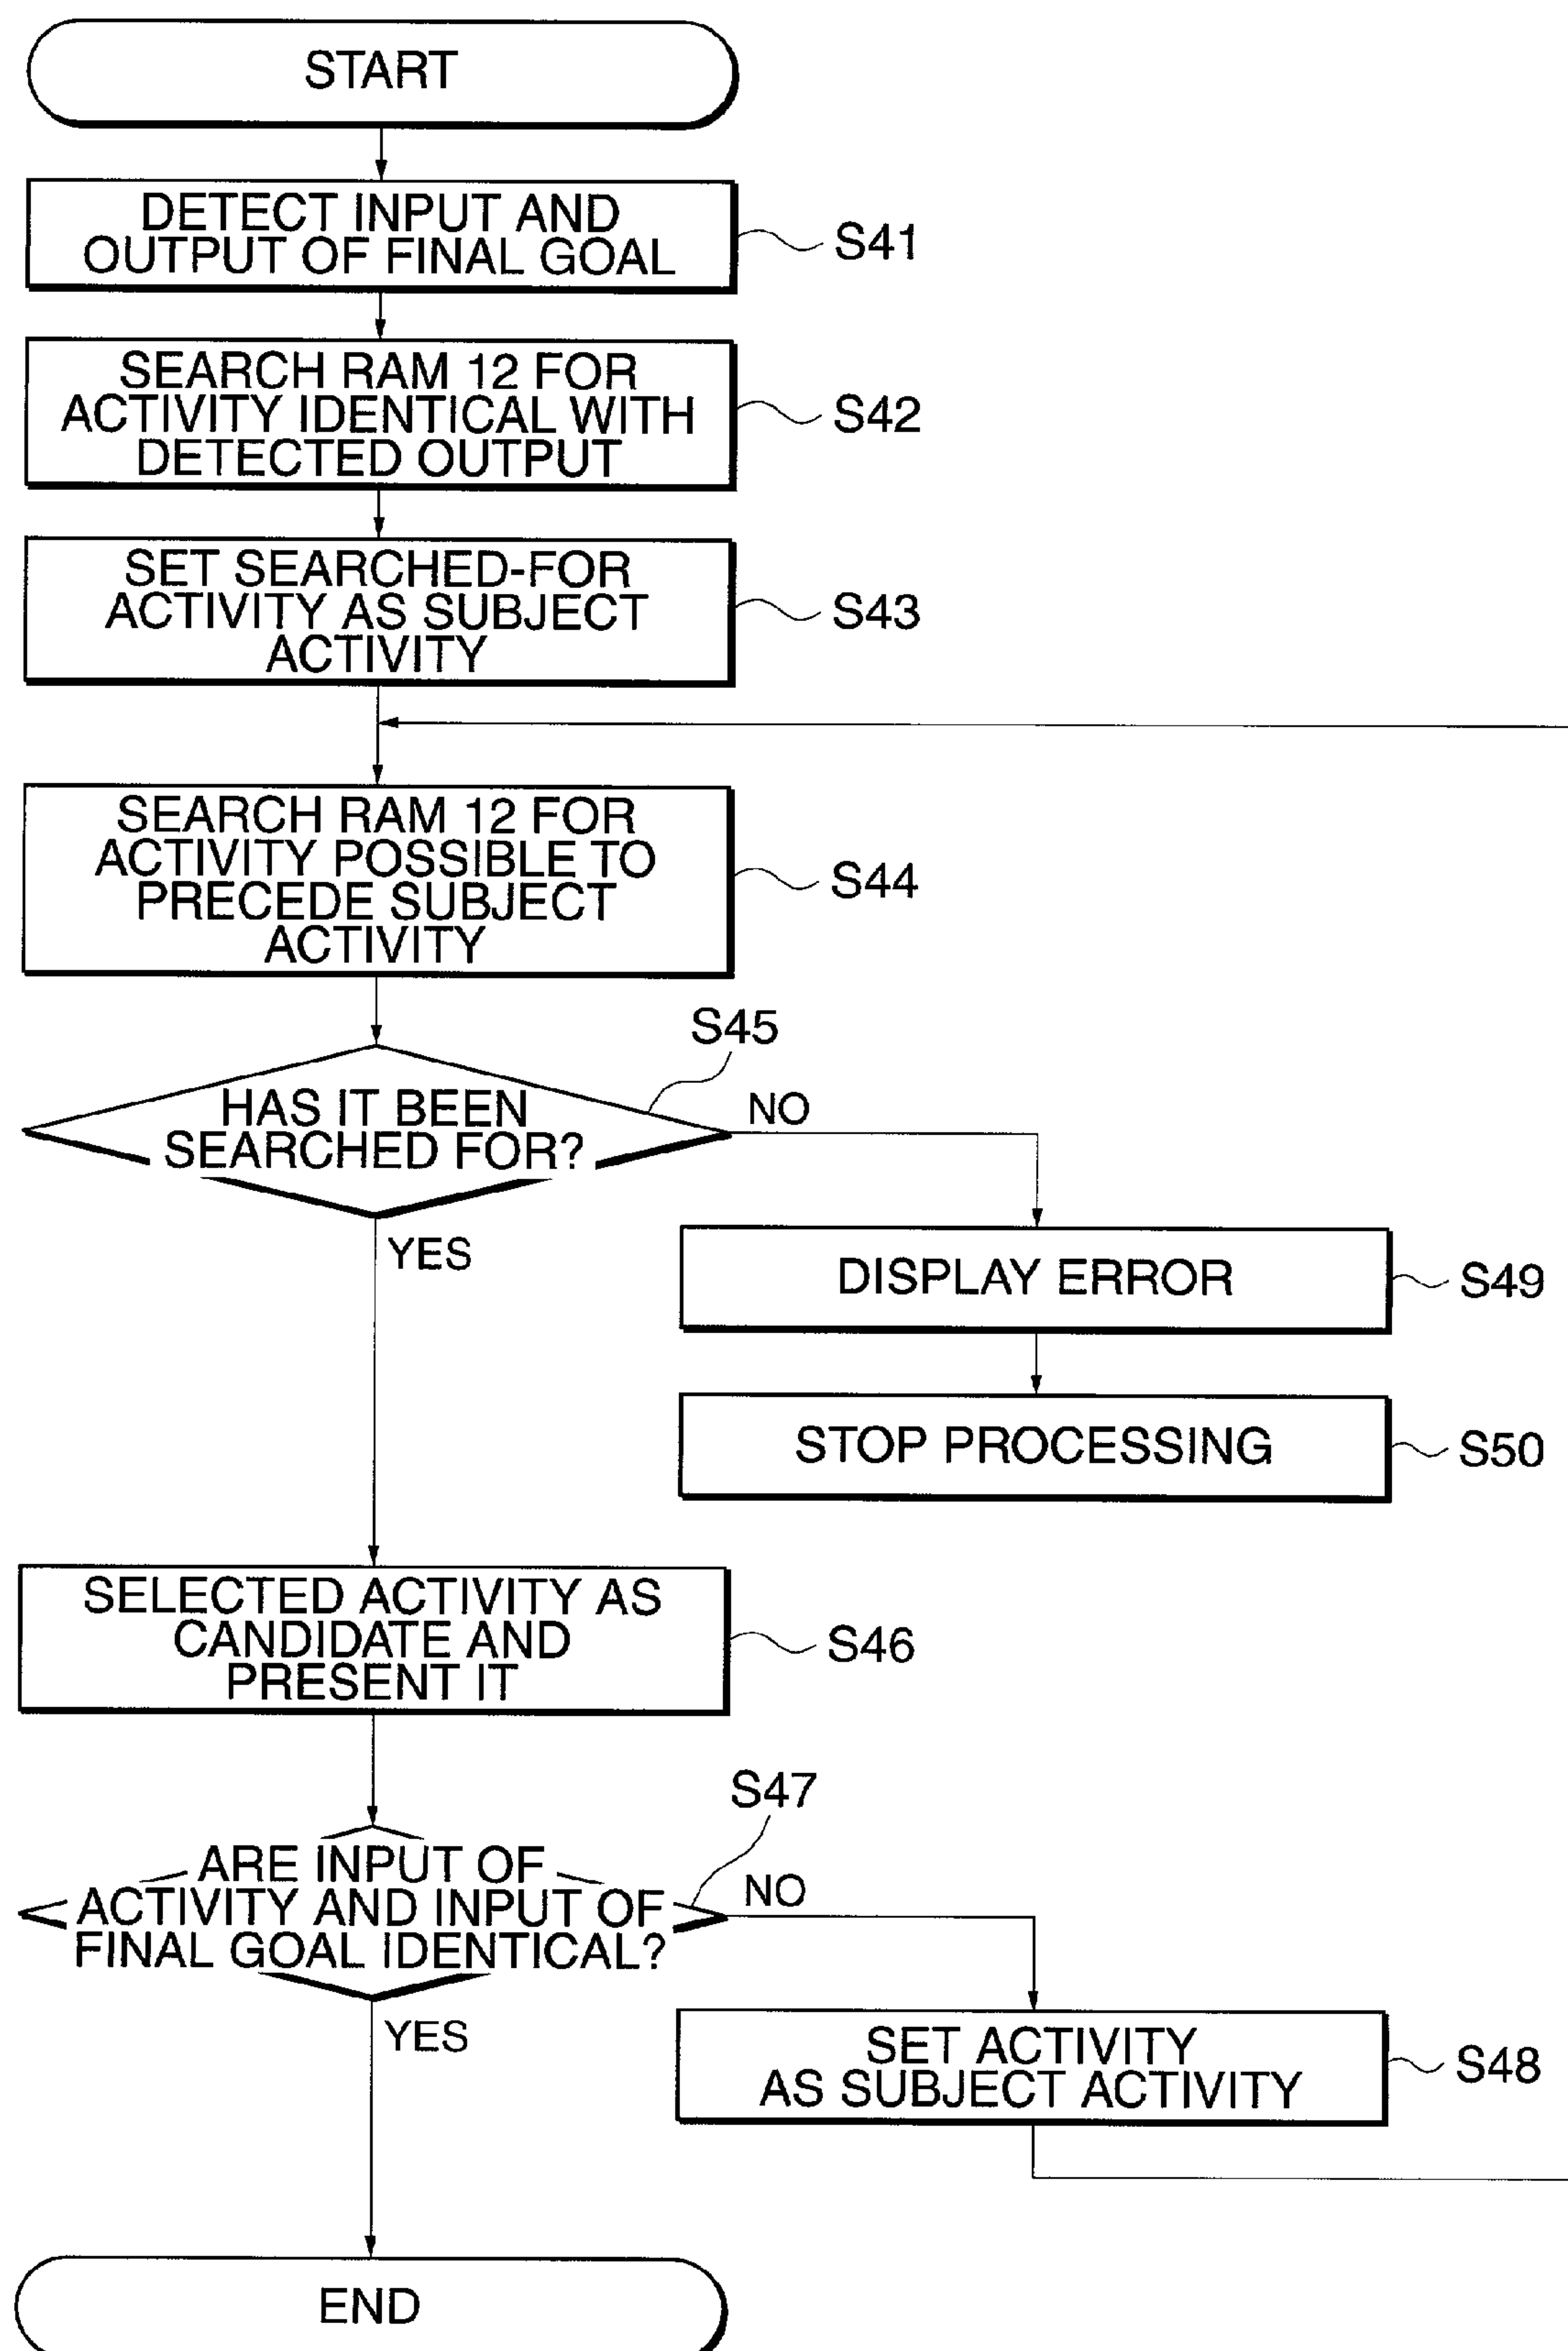 START
DETECT INPUT AND
OUTPUT OF FINAL GOAL
S41
SEARCH RAM 12 FOR
ACTIVITY IDENTICAL WITH
DETECTED OUTPUT
S42
SET SEARCHED-FOR
ACTIVITY AS SUBJECT
ACTIVITY
S43
SEARCH RAM 12 FOR
ACTIVITY POSSIBLE TO
PRECEDE SUBJECT
ACTIVITY
S44
S45
HAS IT BEEN
SEARCHED FOR?
NO
YES
DISPLAY ERROR
S49
STOP PROCESSING
S50
SELECTED ACTIVITY AS
CANDIDATE AND
PRESENT IT
S46
S47
ARE INPUT OF
ACTIVITY AND INPUT OF
FINAL GOAL IDENTICAL?
NO
YES
SET ACTIVITY
AS SUBJECT ACTIVITY
S48
END